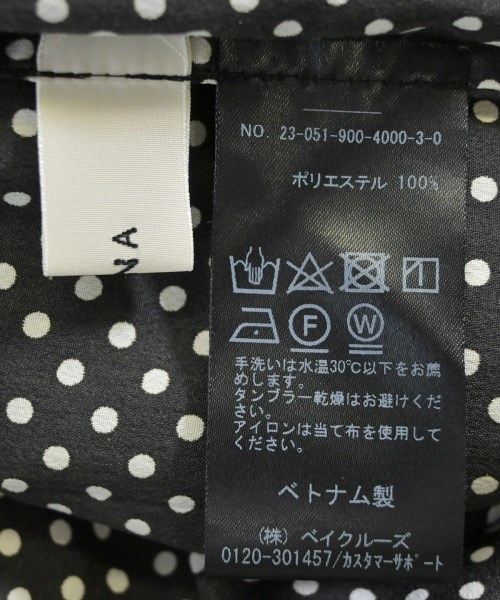 NA
NO. 23-051-900-4000-3-0
ポリエステル 100%
F
W
手洗いは水温30℃以下をお薦
めします。
タンブラー乾燥はお避けくだ
さい。
アイロンは当て布を使用して
ください。
ベトナム製
(株) ベイクルーズ
0120-301457/カスタマーサポート